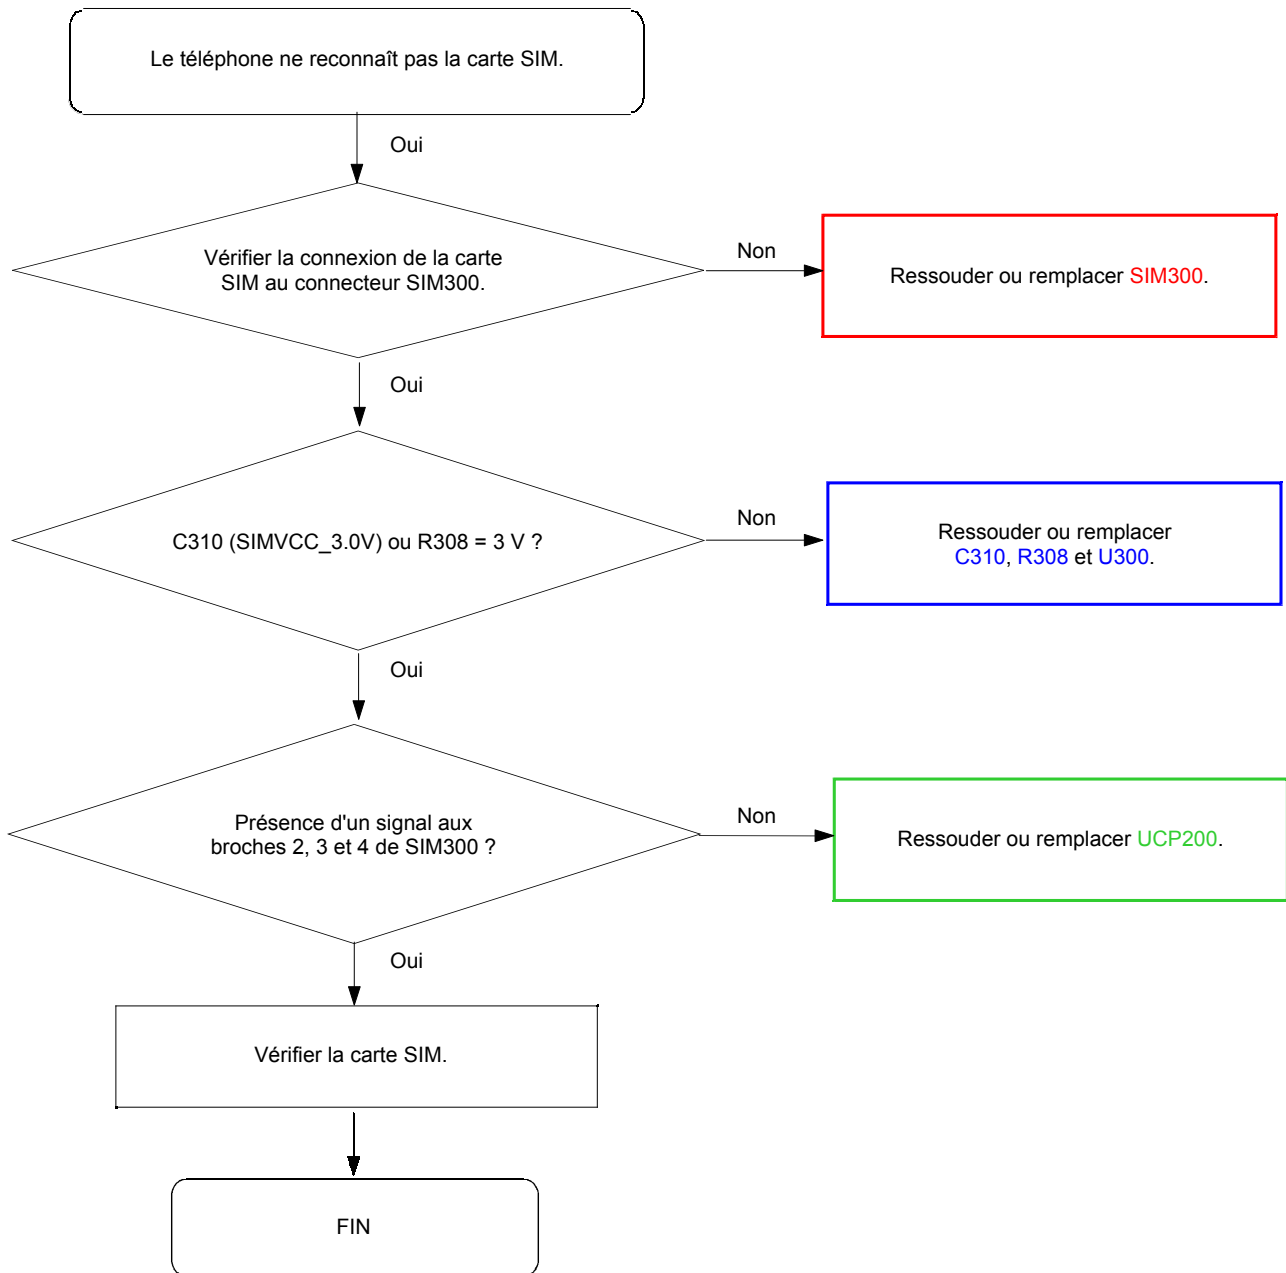 Le téléphone ne reconnaît pas la carte SIM.
Oui
Vérifier la connexion de la carte
SIM au connecteur SIM300.
Non
Ressouder ou remplacer SIM300.
Oui
C310 (SIMVCC_3.0V) ou R308 = 3 V ?
Non
Ressouder ou remplacer
C310, R308 et U300.
Oui
Présence d'un signal aux
broches 2, 3 et 4 de SIM300 ?
Non
Ressouder ou remplacer UCP200.
Oui
Vérifier la carte SIM.
FIN